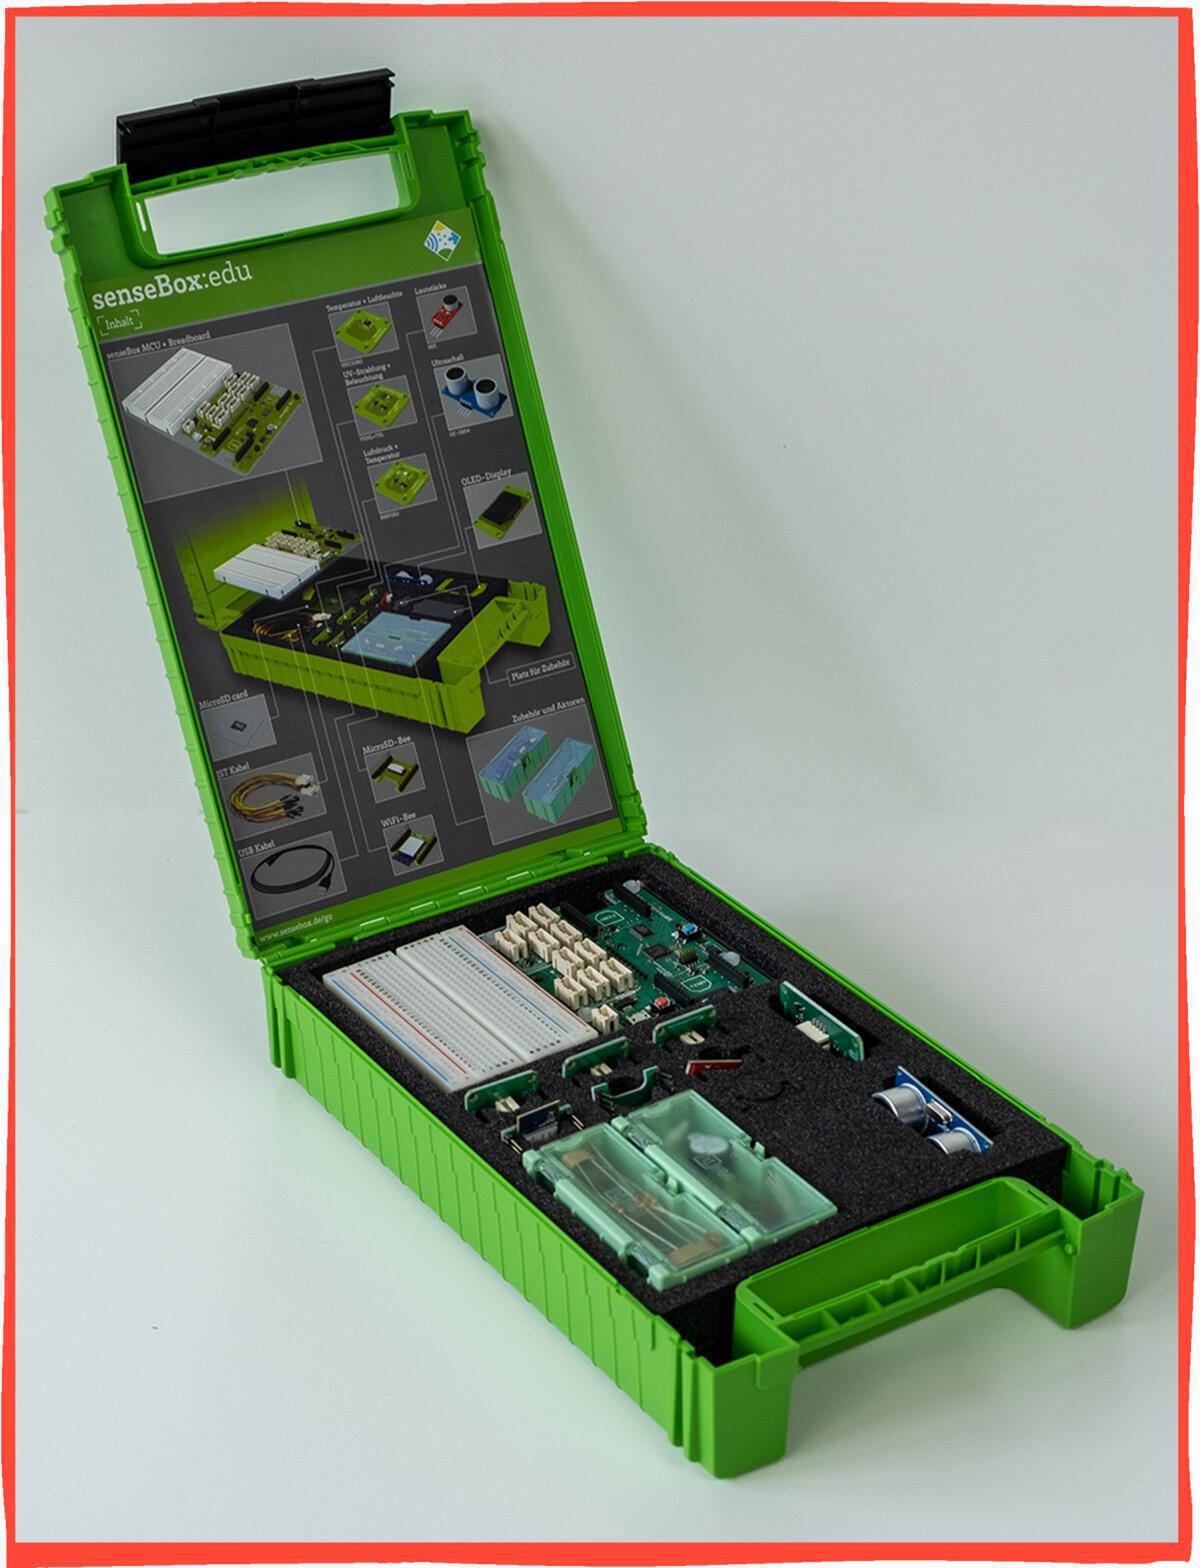 senseBox:edu
Inhalt
senseBox MCU + Breadboard
Temperatur + Luftfeuchte
Lautstärke
UV-Strahlung +
Beleuchtung
Ultraschall
Luftdruck +
Temperatur
OLED-Display
Platz für Zubehör
MicroSD card
Zubehör und Aktoren
MicroSD-Bee
JST Kabel
WiFi-Bee
USB Kabel
www.sensebox.de/go